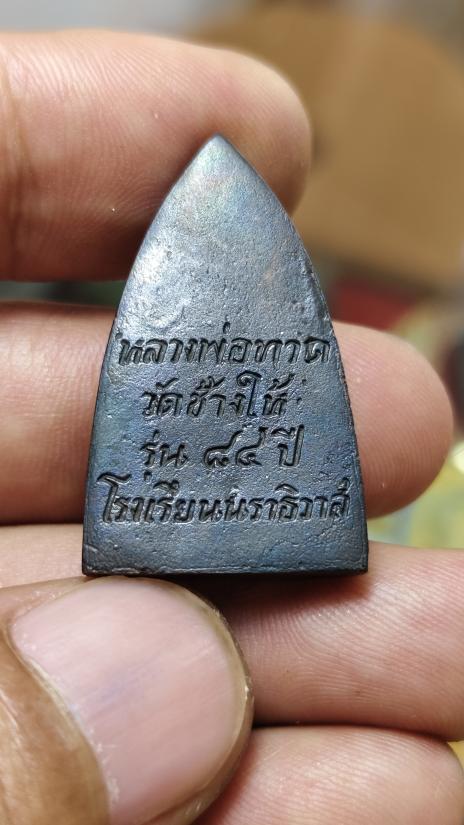 หลวงพ่อทวด
วัดช้างให้
รุ่น ๘๔ ปี
โรงเรียนนราธิวาส